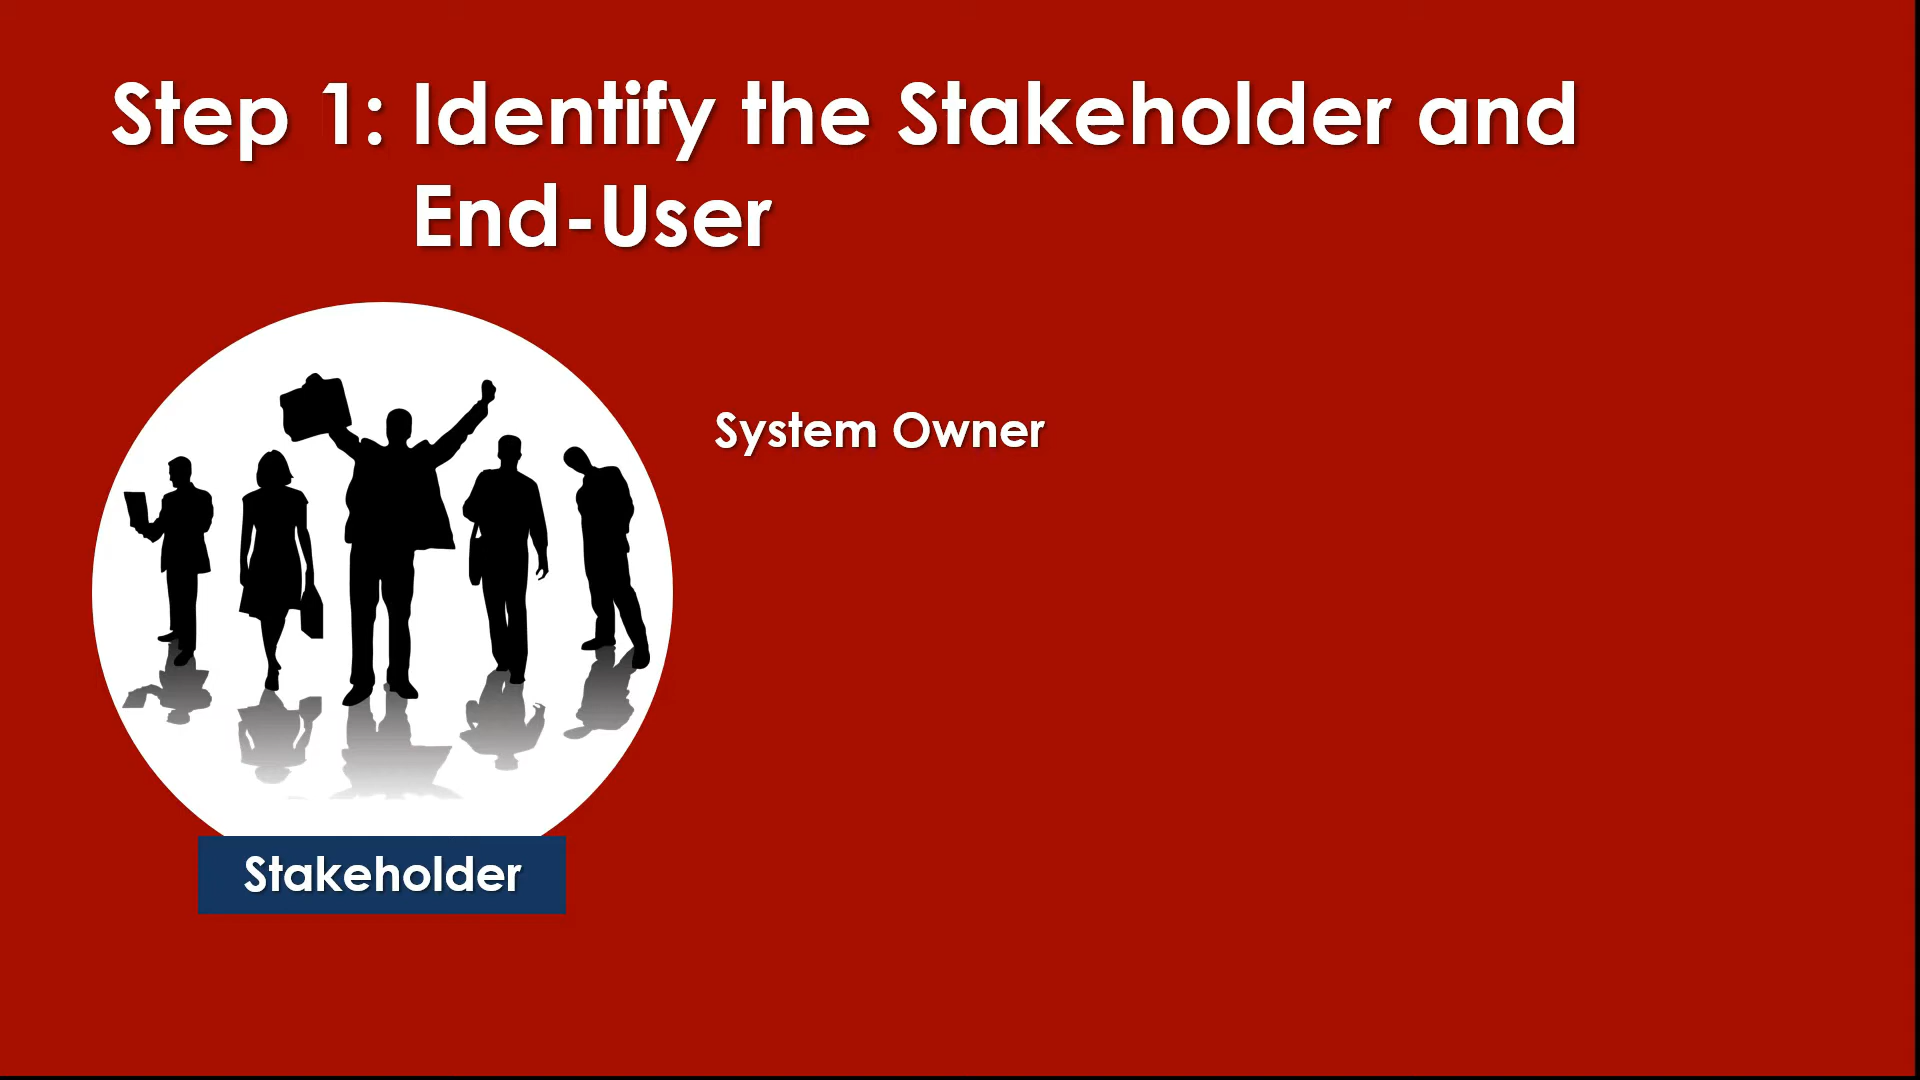 Step 1: Identify the Stakeholder and
End-User
System Owner
Stakeholder